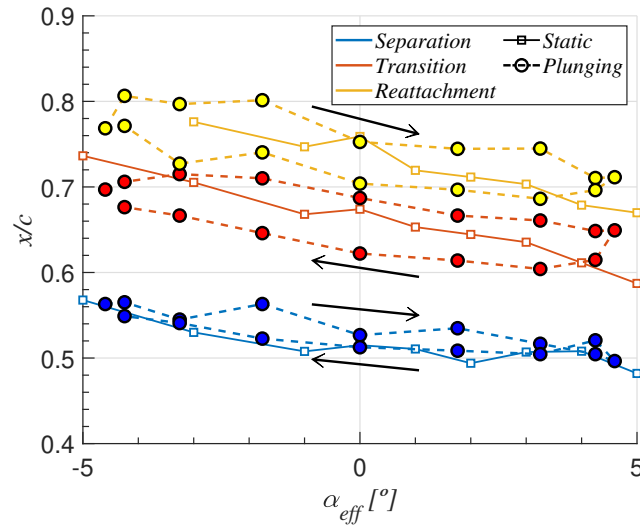 0.9
Separation Static
Transition Plunging
Reattachment
0.8
0.7
x/c
0.6
0.5
0.4
-5 0 5
α_eff [º]